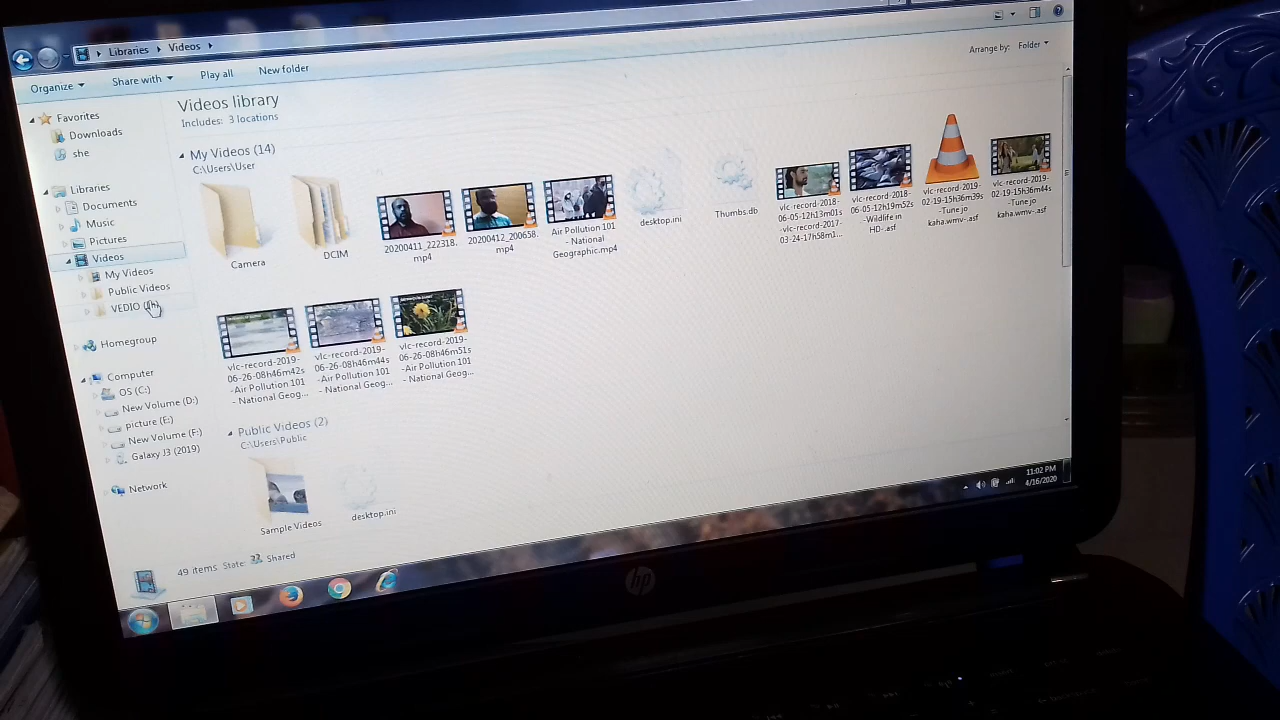 Libraries Videos
Organize Share with Play all New folder
Arrange by: Folder
Favorites
Downloads
she
Libraries
Documents
Music
Pictures
Videos
My Videos
Public Videos
VEDIO
Homegroup
Computer
OS (C:)
New Volume (D:)
picture (E:)
New Volume (F:)
Galaxy J3 (2019)
Network
Videos library
Includes: 3 locations
My Videos (14)
C:\Users\User
Camera
DCIM
20200411_222318.
mp4
20200412_200658.
mp4
Air Pollution 101
- National
Geographic.mp4
desktop.ini
Thumbs.db
vlc-record-2018-
06-05-12h13m01s
-vlc-record-2017
-03-24-17h58m1...
vlc-record-2018-
06-05-12h19m52s
-Wildlife in
HD-.asf
vlc-record-2019-
02-19-15h36m39s
-Tune jo
kaha.wmv-.asf
vlc-record-2019-
02-19-15h36m44s
-Tune jo
kaha.wmv-.asf
vlc-record-2019-
06-26-08h46m42s
-Air Pollution 101
- National Geog...
vlc-record-2019-
06-26-08h46m44s
-Air Pollution 101
- National Geog...
vlc-record-2019-
06-26-08h46m51s
-Air Pollution 101
- National Geog...
Public Videos (2)
C:\Users\Public
Sample Videos
desktop.ini
49 items State: Shared
11:02 PM
4/16/2020
hp